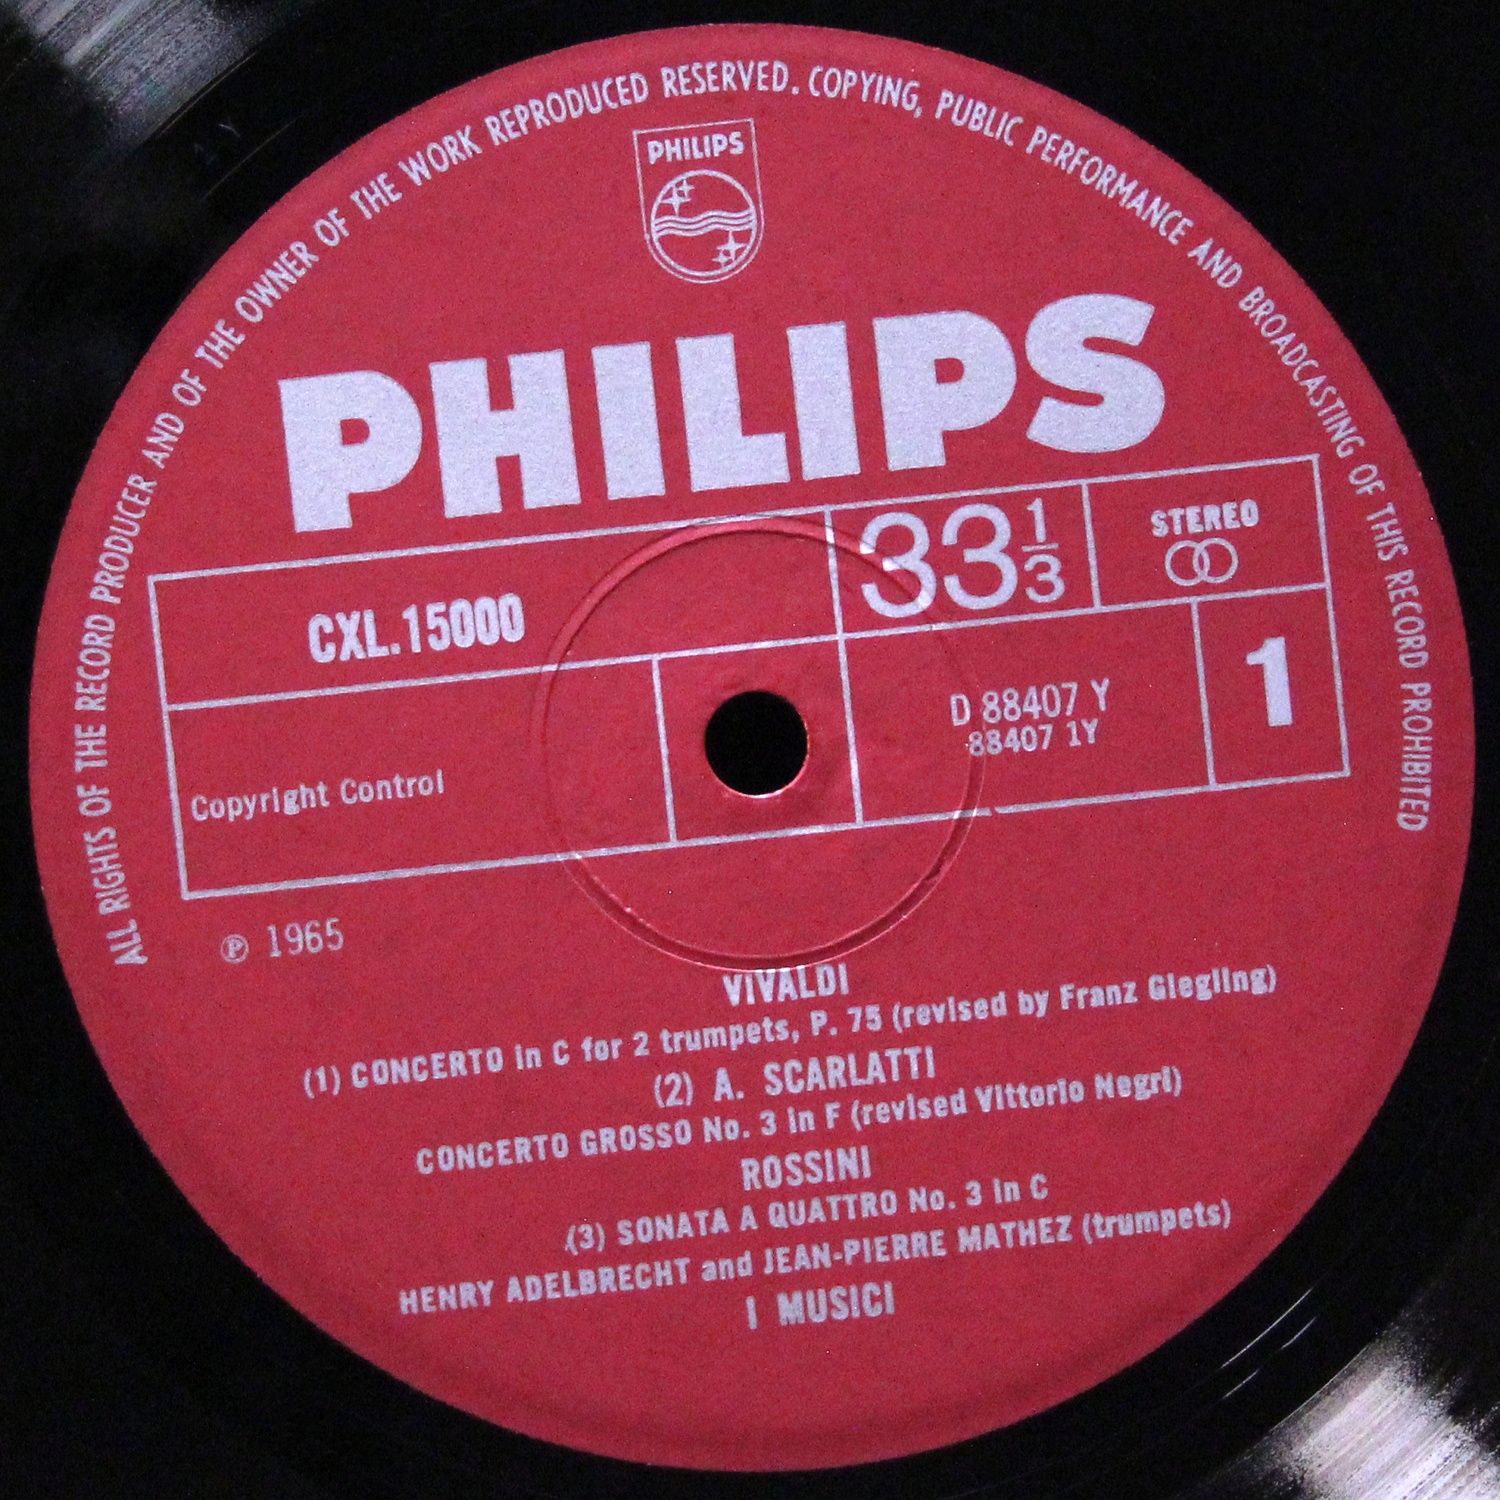 ALL RIGHTS OF THE RECORD PRODUCER AND OF THE OWNER OF THE WORK REPRODUCED RESERVED. COPYING, PUBLIC PERFORMANCE AND BROADCASTING OF THIS RECORD PROHIBITED
PHILIPS
PHILIPS
CXL.15000
33 1/3
STEREO
Copyright Control
D 88407 Y
88407 1Y
1
℗ 1965
VIVALDI
(1) CONCERTO in C for 2 trumpets, P. 75 (revised by Franz Giegling)
(2) A. SCARLATTI
CONCERTO GROSSO No. 3 in F (revised Vittorio Negri)
ROSSINI
(3) SONATA A QUATTRO No. 3 in C
HENRY ADELBRECHT and JEAN-PIERRE MATHEZ (trumpets)
I MUSICI